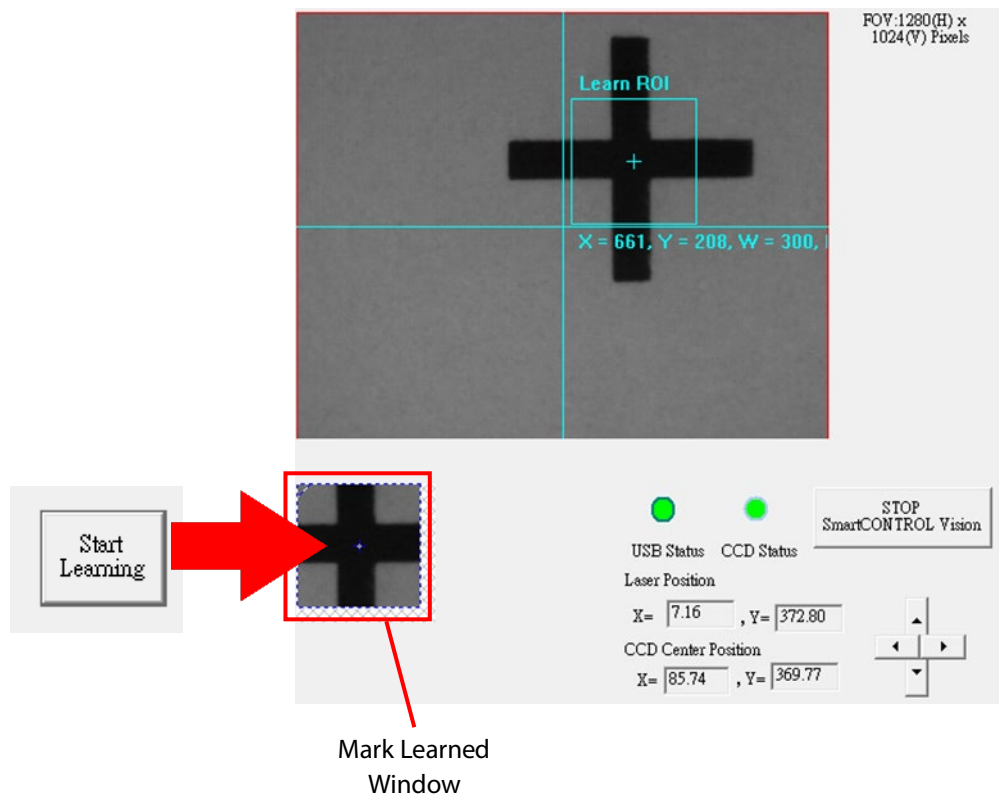 FOV:1280(H) x
1024(V) Pixels
Learn ROI
X = 661, Y = 208, W = 300,
Start
Learning
STOP
SmartCONTROL Vision
USB Status CCD Status
Laser Position
X= 7.16 , Y= 372.80
CCD Center Position
X= 85.74 , Y= 369.77
Mark Learned
Window